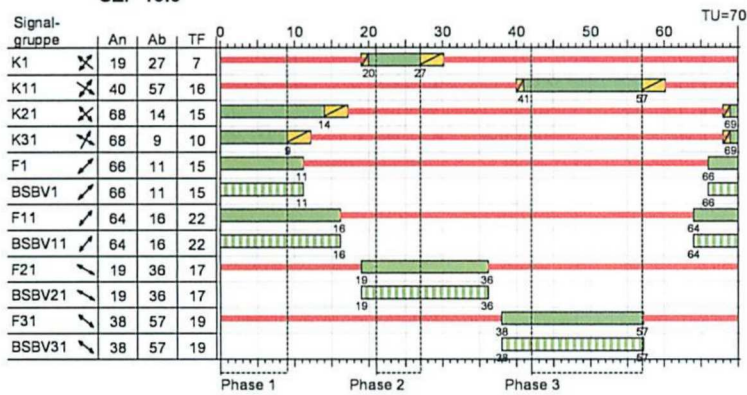 TU=70
Signal-
gruppe An Ab TF 0 10 20 30 40 50 60
K1 19 27 7
20 27
K11 40 57 16
41 57
K21 68 14 15
14 69
K31 68 9 10
9 69
F1 66 11 15
11 66
BSBV1 66 11 15
11 66
F11 64 16 22
16 64
BSBV11 64 16 22
16 64
F21 19 36 17
19 36
BSBV21 19 36 17
19 36
F31 38 57 19
38 57
BSBV31 38 57 19
38 57
Phase 1 Phase 2 Phase 3